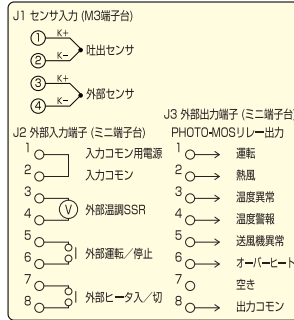 J1 センサ入力 (M3端子台)
① K+
② K-
吐出センサ
③ K+
④ K-
外部センサ
J2 外部入力端子 (ミニ端子台)
1 入力コモン用電源
2 入力コモン
3
4
V 外部温調SSR
5
6
外部運転／停止
7
8
外部ヒータ入／切
J3 外部出力端子 (ミニ端子台)
PHOTO-MOSリレー出力
1 運転
2 熱風
3 温度異常
4 温度警報
5 送風機異常
6 オーバーヒート
7 空き
8 出力コモン